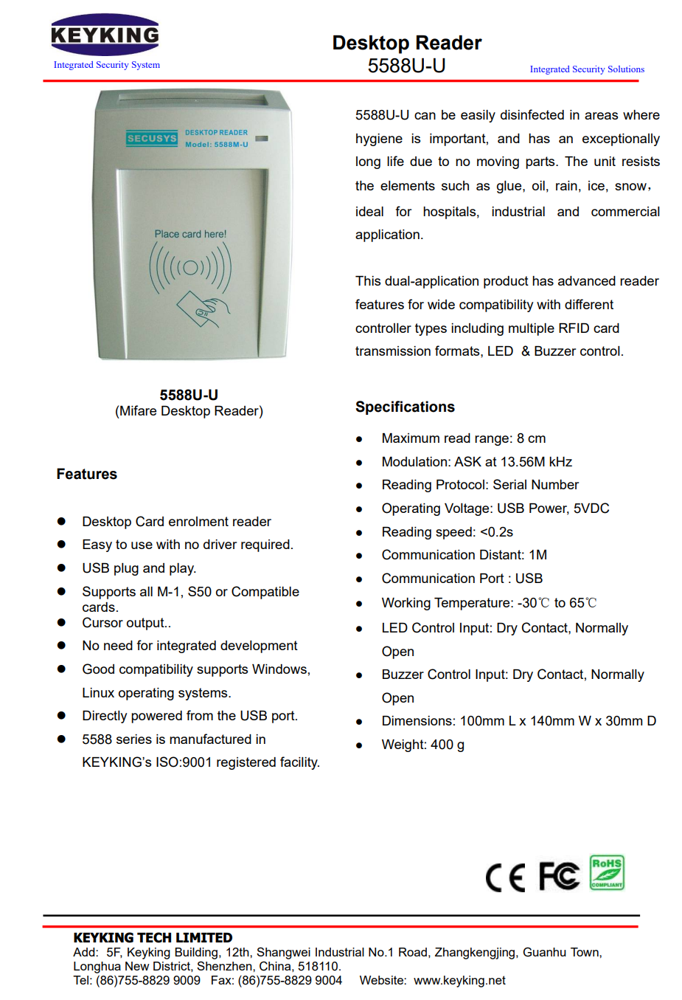 KEYKING
Integrated Security System
Desktop Reader
5588U-U
Integrated Security Solutions
SECUSYS
DESKTOP READER
Model: 5588M-U
Place card here!
5588U-U
(Mifare Desktop Reader)
Features
● Desktop Card enrolment reader
● Easy to use with no driver required.
● USB plug and play.
● Supports all M-1, S50 or Compatible
cards.
● Cursor output..
● No need for integrated development
● Good compatibility supports Windows,
Linux operating systems.
● Directly powered from the USB port.
● 5588 series is manufactured in
KEYKING’s ISO:9001 registered facility.
5588U-U can be easily disinfected in areas where
hygiene is important, and has an exceptionally
long life due to no moving parts. The unit resists
the elements such as glue, oil, rain, ice, snow，
ideal for hospitals, industrial and commercial
application.
This dual-application product has advanced reader
features for wide compatibility with different
controller types including multiple RFID card
transmission formats, LED & Buzzer control.
Specifications
● Maximum read range: 8 cm
● Modulation: ASK at 13.56M kHz
● Reading Protocol: Serial Number
● Operating Voltage: USB Power, 5VDC
● Reading speed: <0.2s
● Communication Distant: 1M
● Communication Port : USB
● Working Temperature: -30℃ to 65℃
● LED Control Input: Dry Contact, Normally
Open
● Buzzer Control Input: Dry Contact, Normally
Open
● Dimensions: 100mm L x 140mm W x 30mm D
● Weight: 400 g
CE FC RoHS
COMPLIANT
KEYKING TECH LIMITED
Add: 5F, Keyking Building, 12th, Shangwei Industrial No.1 Road, Zhangkengjing, Guanhu Town,
Longhua New District, Shenzhen, China, 518110.
Tel: (86)755-8829 9009 Fax: (86)755-8829 9004 Website: www.keyking.net